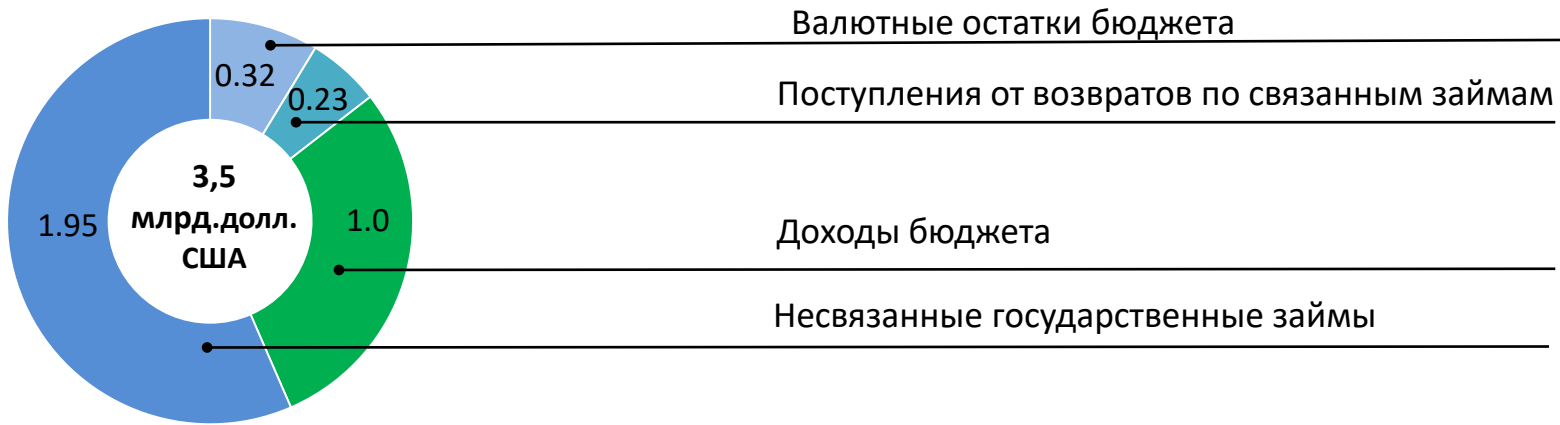 Валютные остатки бюджета
0.32
0.23
Поступления от возвратов по связанным займам
3,5
млрд.долл.
США
1.95
1.0
Доходы бюджета
Несвязанные государственные займы